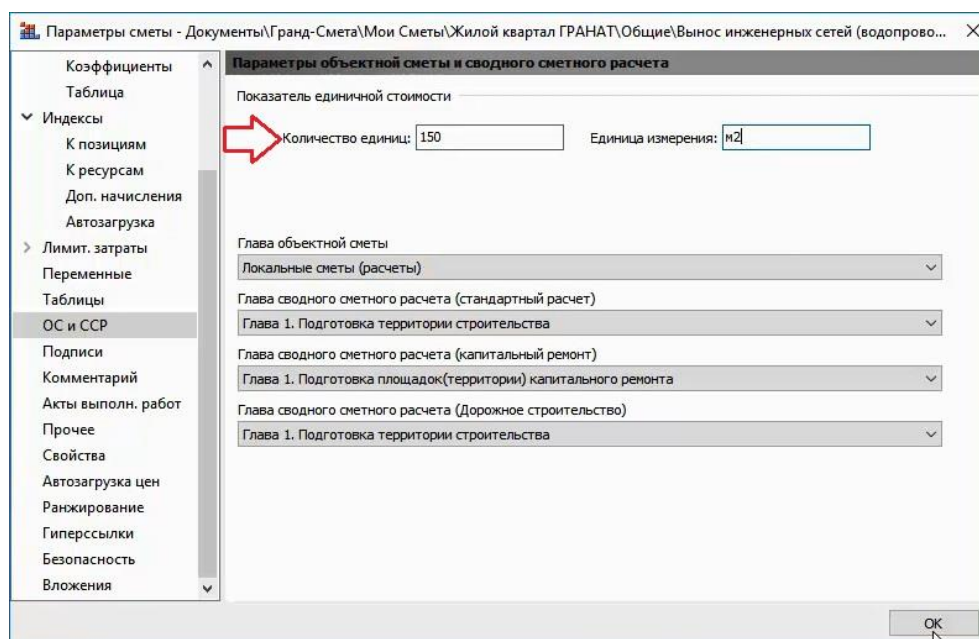 Параметры сметы - Документы\Гранд-Смета\Мои Сметы\Жилой квартал ГРАНАТ\Общие\Вынос инженерных сетей (водопрово...
Коэффициенты
Таблица
Индексы
К позициям
К ресурсам
Доп. начисления
Автозагрузка
Лимит. затраты
Переменные
Таблицы
ОС и ССР
Подписи
Комментарий
Акты выполн. работ
Прочее
Свойства
Автозагрузка цен
Ранжирование
Гиперссылки
Безопасность
Вложения
Параметры объектной сметы и сводного сметного расчета
Показатель единичной стоимости
Количество единиц: 150 Единица измерения: м2
Глава объектной сметы
Локальные сметы (расчеты)
Глава сводного сметного расчета (стандартный расчет)
Глава 1. Подготовка территории строительства
Глава сводного сметного расчета (капитальный ремонт)
Глава 1. Подготовка площадок(территории) капитального ремонта
Глава сводного сметного расчета (Дорожное строительство)
Глава 1. Подготовка территории строительства
ОК